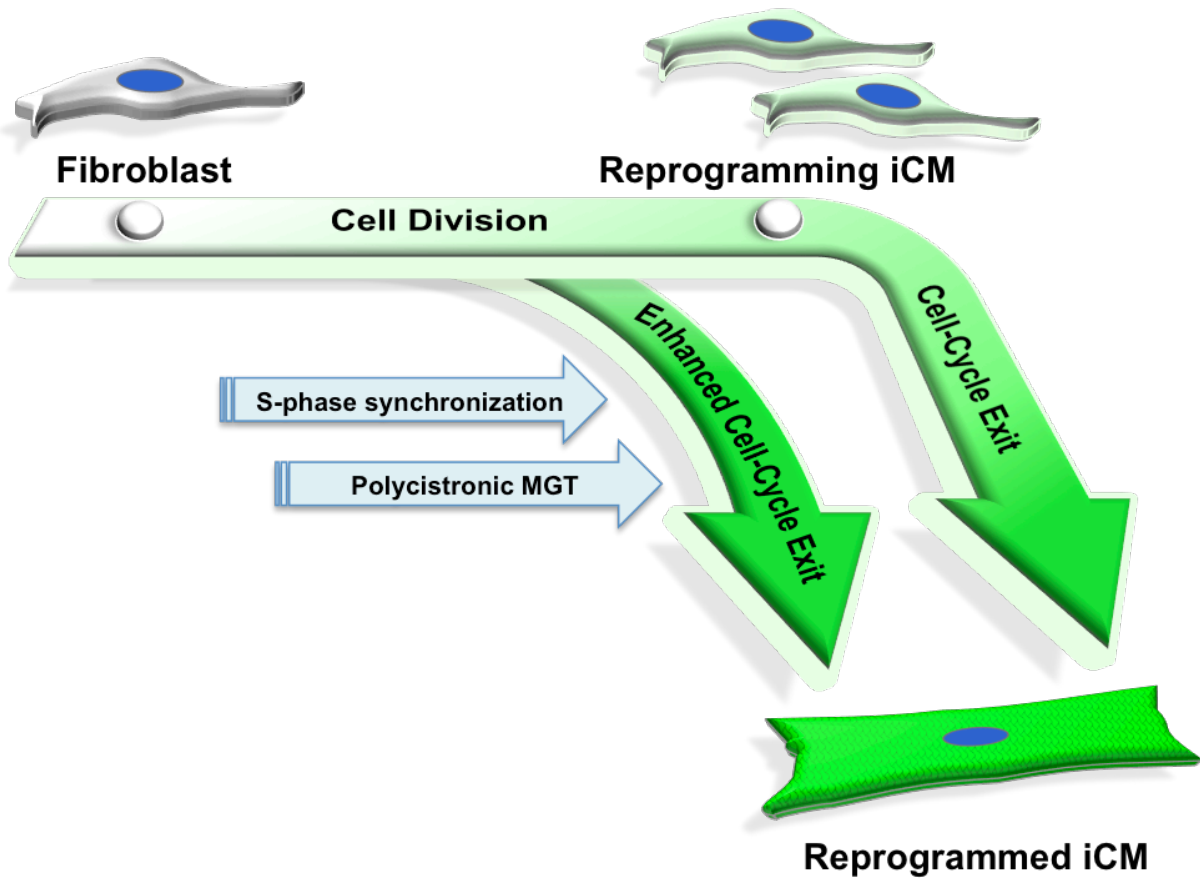 Fibroblast
Reprogramming iCM
Cell Division
Cell-Cycle Exit
Enhanced Cell-Cycle Exit
S-phase synchronization
Polycistronic MGT
Reprogrammed iCM